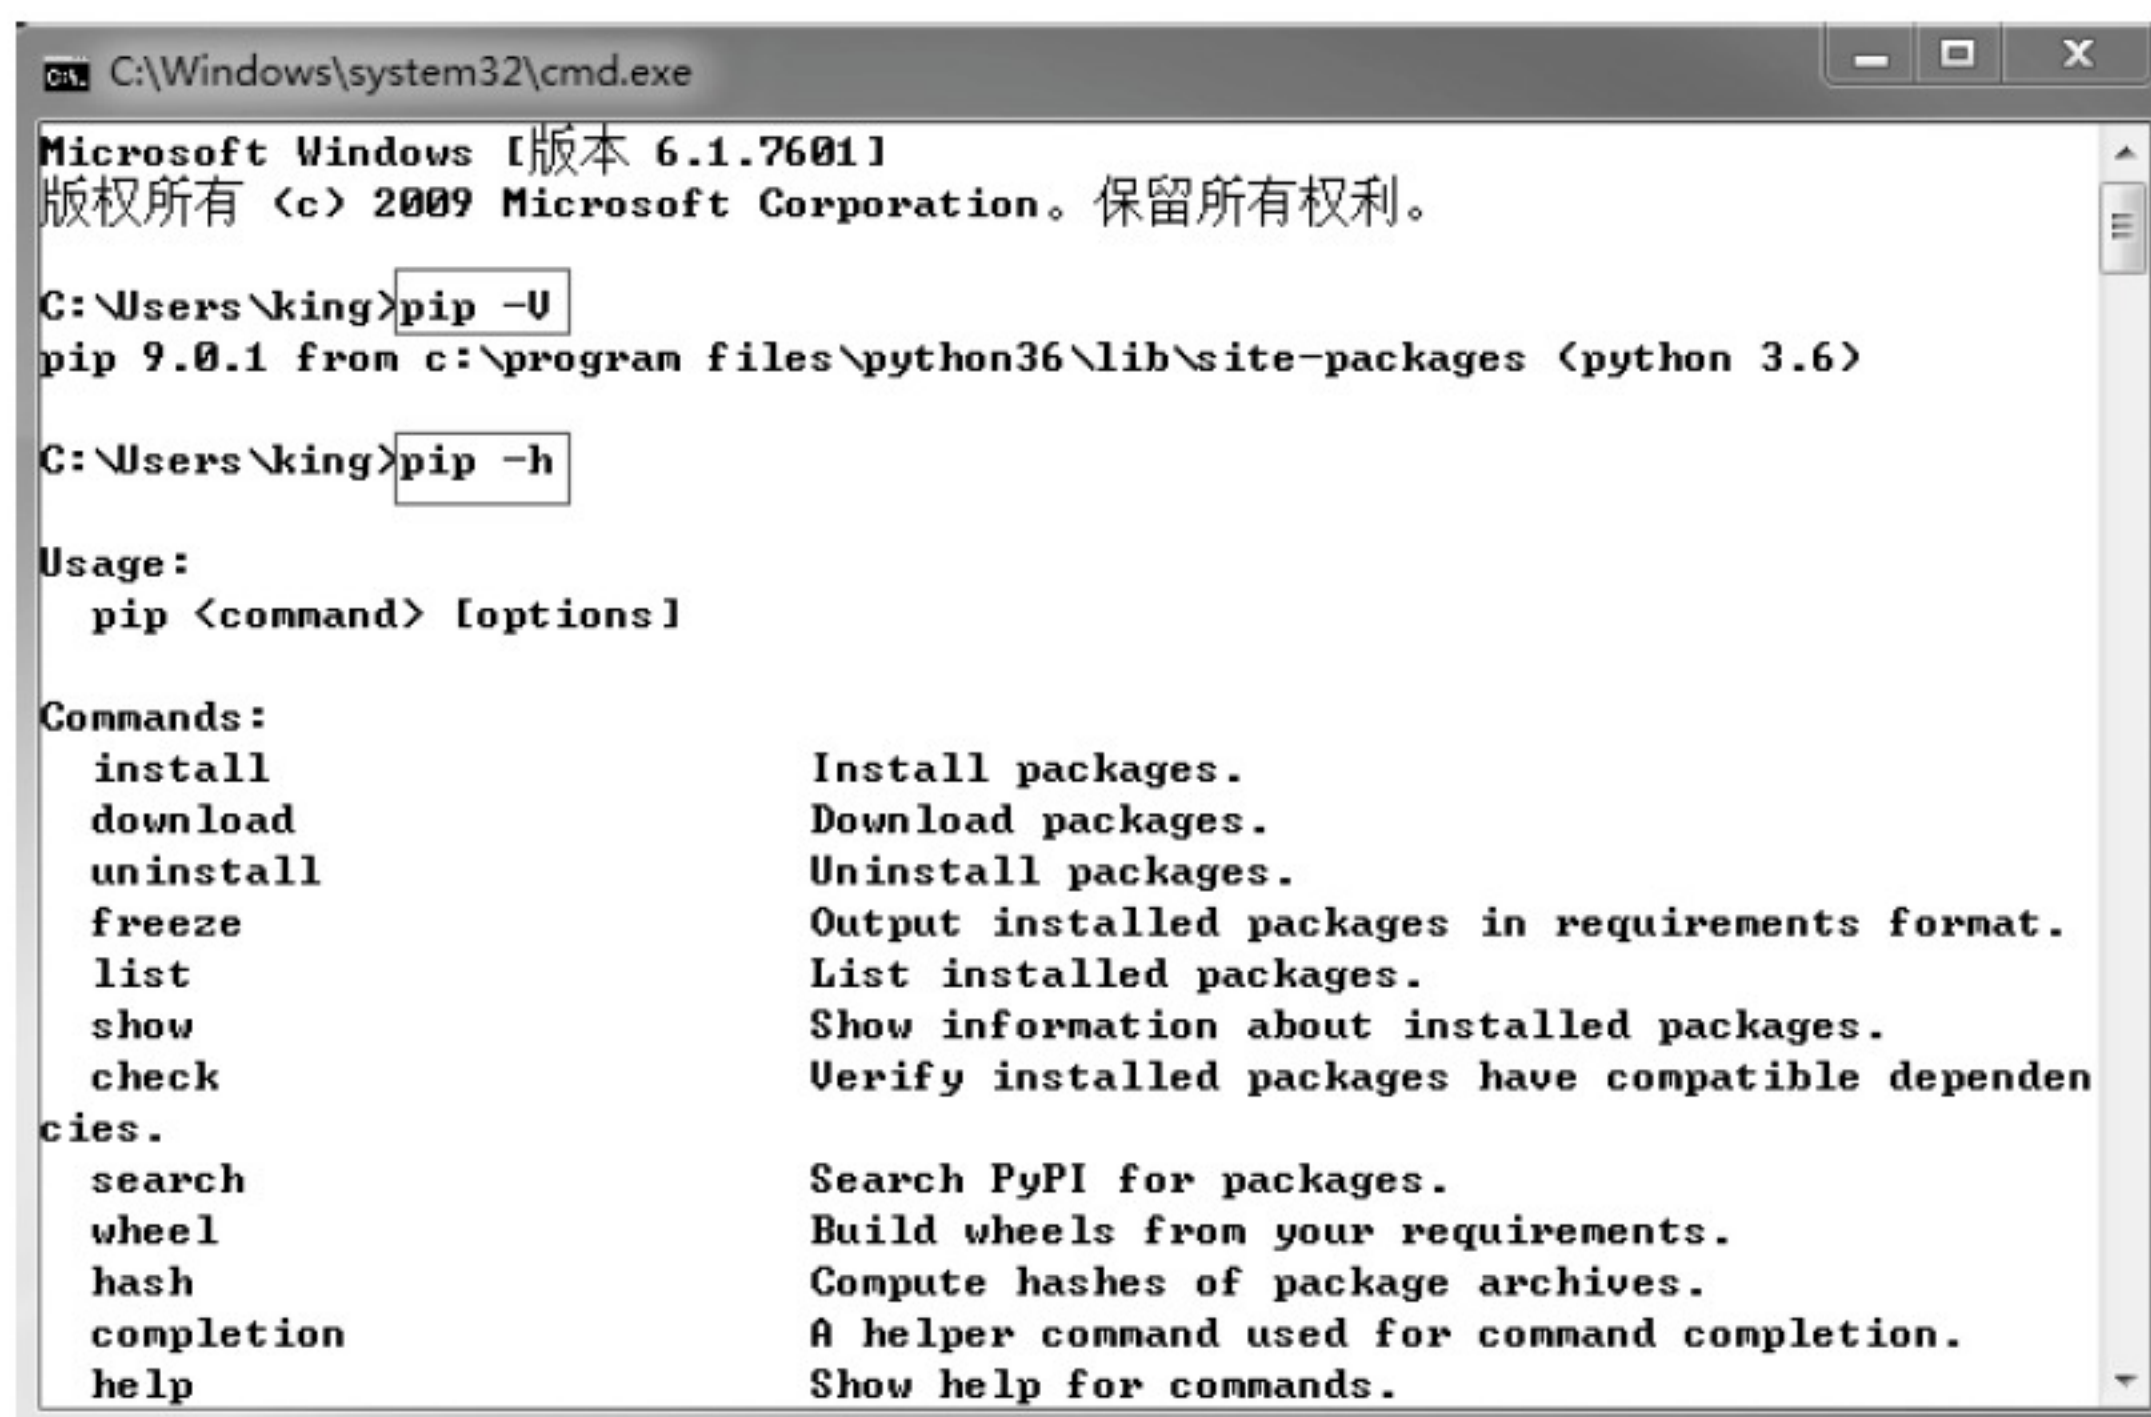 C:\Windows\system32\cmd.exe
Microsoft Windows [版本 6.1.7601]
版权所有 (c) 2009 Microsoft Corporation。保留所有权利。
C:\Users\king>pip -V
pip 9.0.1 from c:\program files\python36\lib\site-packages (python 3.6)
C:\Users\king>pip -h
Usage:
pip <command> [options]
Commands:
install Install packages.
download Download packages.
uninstall Uninstall packages.
freeze Output installed packages in requirements format.
list List installed packages.
show Show information about installed packages.
check Verify installed packages have compatible dependen
cies.
search Search PyPI for packages.
wheel Build wheels from your requirements.
hash Compute hashes of package archives.
completion A helper command used for command completion.
help Show help for commands.